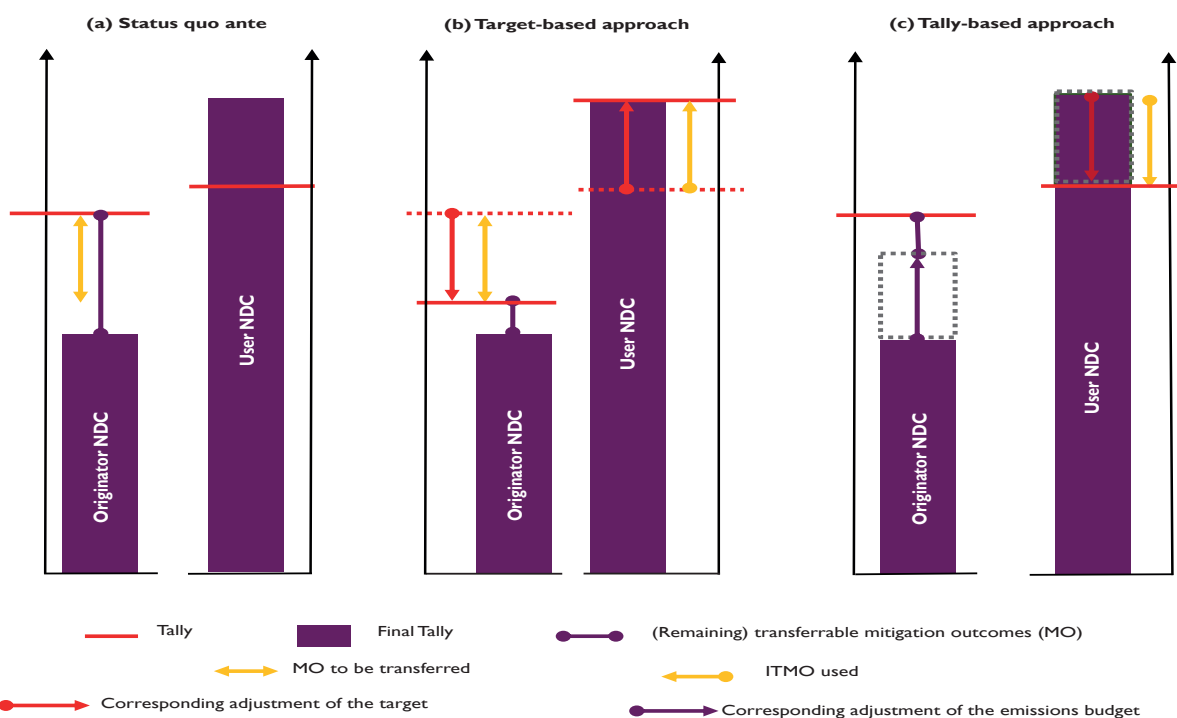 (a) Status quo ante
(b) Target-based approach
(c) Tally-based approach
Originator NDC
User NDC
Originator NDC
User NDC
Originator NDC
User NDC
Tally
Final Tally
(Remaining) transferrable mitigation outcomes (MO)
MO to be transferred
ITMO used
Corresponding adjustment of the target
Corresponding adjustment of the emissions budget